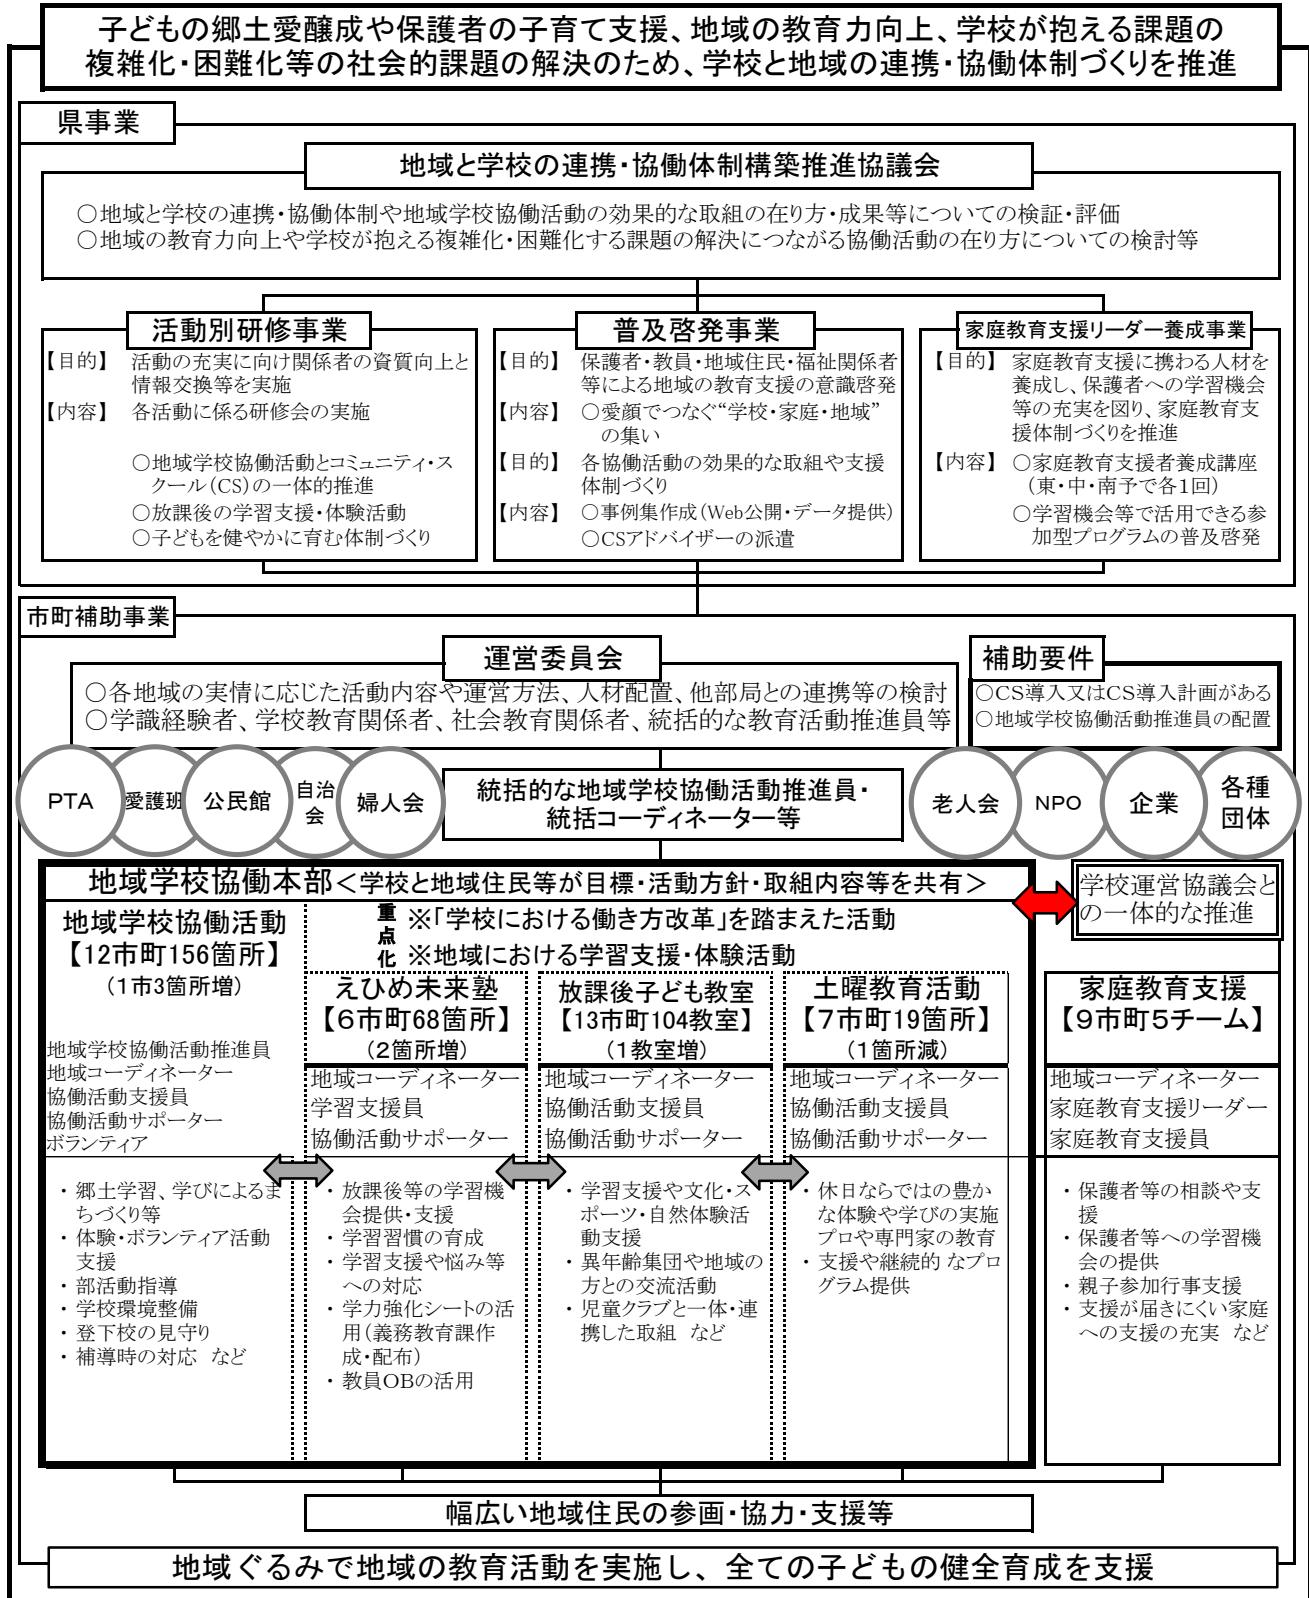 子どもの郷土愛醸成や保護者の子育て支援、地域の教育力向上、学校が抱える課題の
複雑化・困難化等の社会的課題の解決のため、学校と地域の連携・協働体制づくりを推進
県事業
地域と学校の連携・協働体制構築推進協議会
○地域と学校の連携・協働体制や地域学校協働活動の効果的な取組の在り方・成果等についての検証・評価
○地域の教育力向上や学校が抱える複雑化・困難化する課題の解決につながる協働活動の在り方についての検討等
活動別研修事業
【目的】 活動の充実に向け関係者の資質向上と
情報交換等を実施
【内容】 各活動に係る研修会の実施
○地域学校協働活動とコミュニティ・ス
クール(CS)の一体的推進
○放課後の学習支援・体験活動
○子どもを健やかに育む体制づくり
普及啓発事業
【目的】 保護者・教員・地域住民・福祉関係者
等による地域の教育支援の意識啓発
【内容】 ○愛顔でつなぐ“学校・家庭・地域”
の集い
【目的】 各協働活動の効果的な取組や支援
体制づくり
【内容】 ○事例集作成(Web公開・データ提供)
○CSアドバイザーの派遣
家庭教育支援リーダー養成事業
【目的】 家庭教育支援に携わる人材を
養成し、保護者への学習機会
等の充実を図り、家庭教育支
援体制づくりを推進
【内容】 ○家庭教育支援者養成講座
(東・中・南予で各1回)
○学習機会等で活用できる参
加型プログラムの普及啓発
市町補助事業
運営委員会
○各地域の実情に応じた活動内容や運営方法、人材配置、他部局との連携等の検討
○学識経験者、学校教育関係者、社会教育関係者、統括的な教育活動推進員等
補助要件
○CS導入又はCS導入計画がある
○地域学校協働活動推進員の配置
PTA
愛護班
公民館
自治
会
婦人会
統括的な地域学校協働活動推進員・
統括コーディネーター等
老人会
NPO
企業
各種
団体
地域学校協働本部<学校と地域住民等が目標・活動方針・取組内容等を共有>
学校運営協議会と
の一体的な推進
地域学校協働活動
【12市町156箇所】
(1市3箇所増)
重点化
※「学校における働き方改革」を踏まえた活動
※地域における学習支援・体験活動
えひめ未来塾
【6市町68箇所】
(2箇所増)
放課後子ども教室
【13市町104教室】
(1教室増)
土曜教育活動
【7市町19箇所】
(1箇所減)
家庭教育支援
【9市町5チーム】
地域学校協働活動推進員
地域コーディネーター
協働活動支援員
協働活動サポーター
ボランティア
地域コーディネーター
学習支援員
協働活動サポーター
地域コーディネーター
協働活動支援員
協働活動サポーター
地域コーディネーター
協働活動支援員
協働活動サポーター
地域コーディネーター
家庭教育支援リーダー
家庭教育支援員
・ 郷土学習、学びによるま
ちづくり等
・ 体験・ボランティア活動
支援
・ 部活動指導
・ 学校環境整備
・ 登下校の見守り
・ 補導時の対応 など
・ 放課後等の学習機
会提供・支援
・ 学習習慣の育成
・ 学習支援や悩み等
への対応
・ 学力強化シートの活
用(義務教育課作
成・配布)
・ 教員OBの活用
・ 学習支援や文化・ス
ポーツ・自然体験活
動支援
・ 異年齢集団や地域の
方との交流活動
・ 児童クラブと一体・連
携した取組 など
・ 休日ならではの豊か
な体験や学びの実施
プロや専門家の教育
・ 支援や継続的 なプロ
グラム提供
・ 保護者等の相談や支
援
・ 保護者等への学習機
会の提供
・ 親子参加行事支援
・ 支援が届きにくい家庭
への支援の充実 など
幅広い地域住民の参画・協力・支援等
地域ぐるみで地域の教育活動を実施し、全ての子どもの健全育成を支援